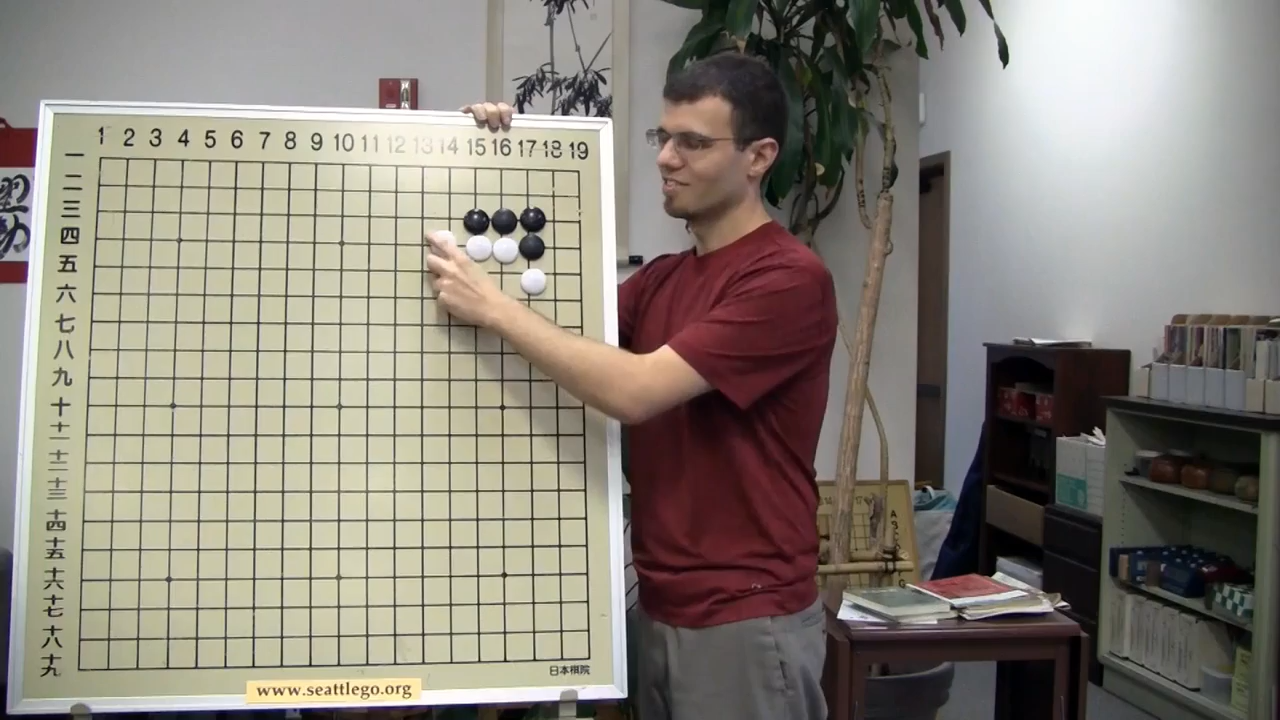 1 2 3 4 5 6 7 8 9 10 11 12 13 14 15 16 17 18 19
一
二
三
四
五
六
七
八
九
十
十一
十二
十三
十四
十五
十六
十七
十八
十九
日本棋院
www.seattlego.org